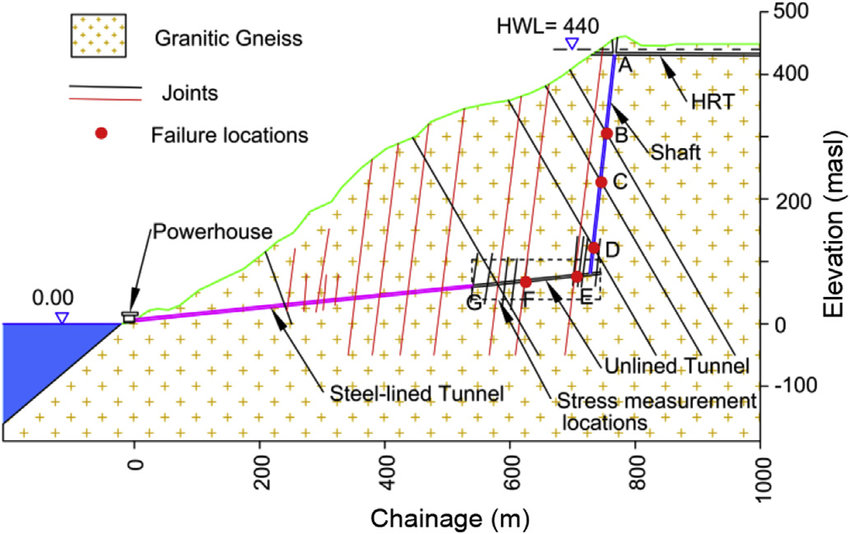 HWL= 440
500
Granitic Gneiss
A
400
Joints
HRT
Failure locations
B
Shaft
C
200
Powerhouse
D
0.00
G
F
E
0
Unlined Tunnel
Steel-lined Tunnel
-100
Stress measurement
locations
Elevation (masl)
0
200
400
600
800
1000
Chainage (m)